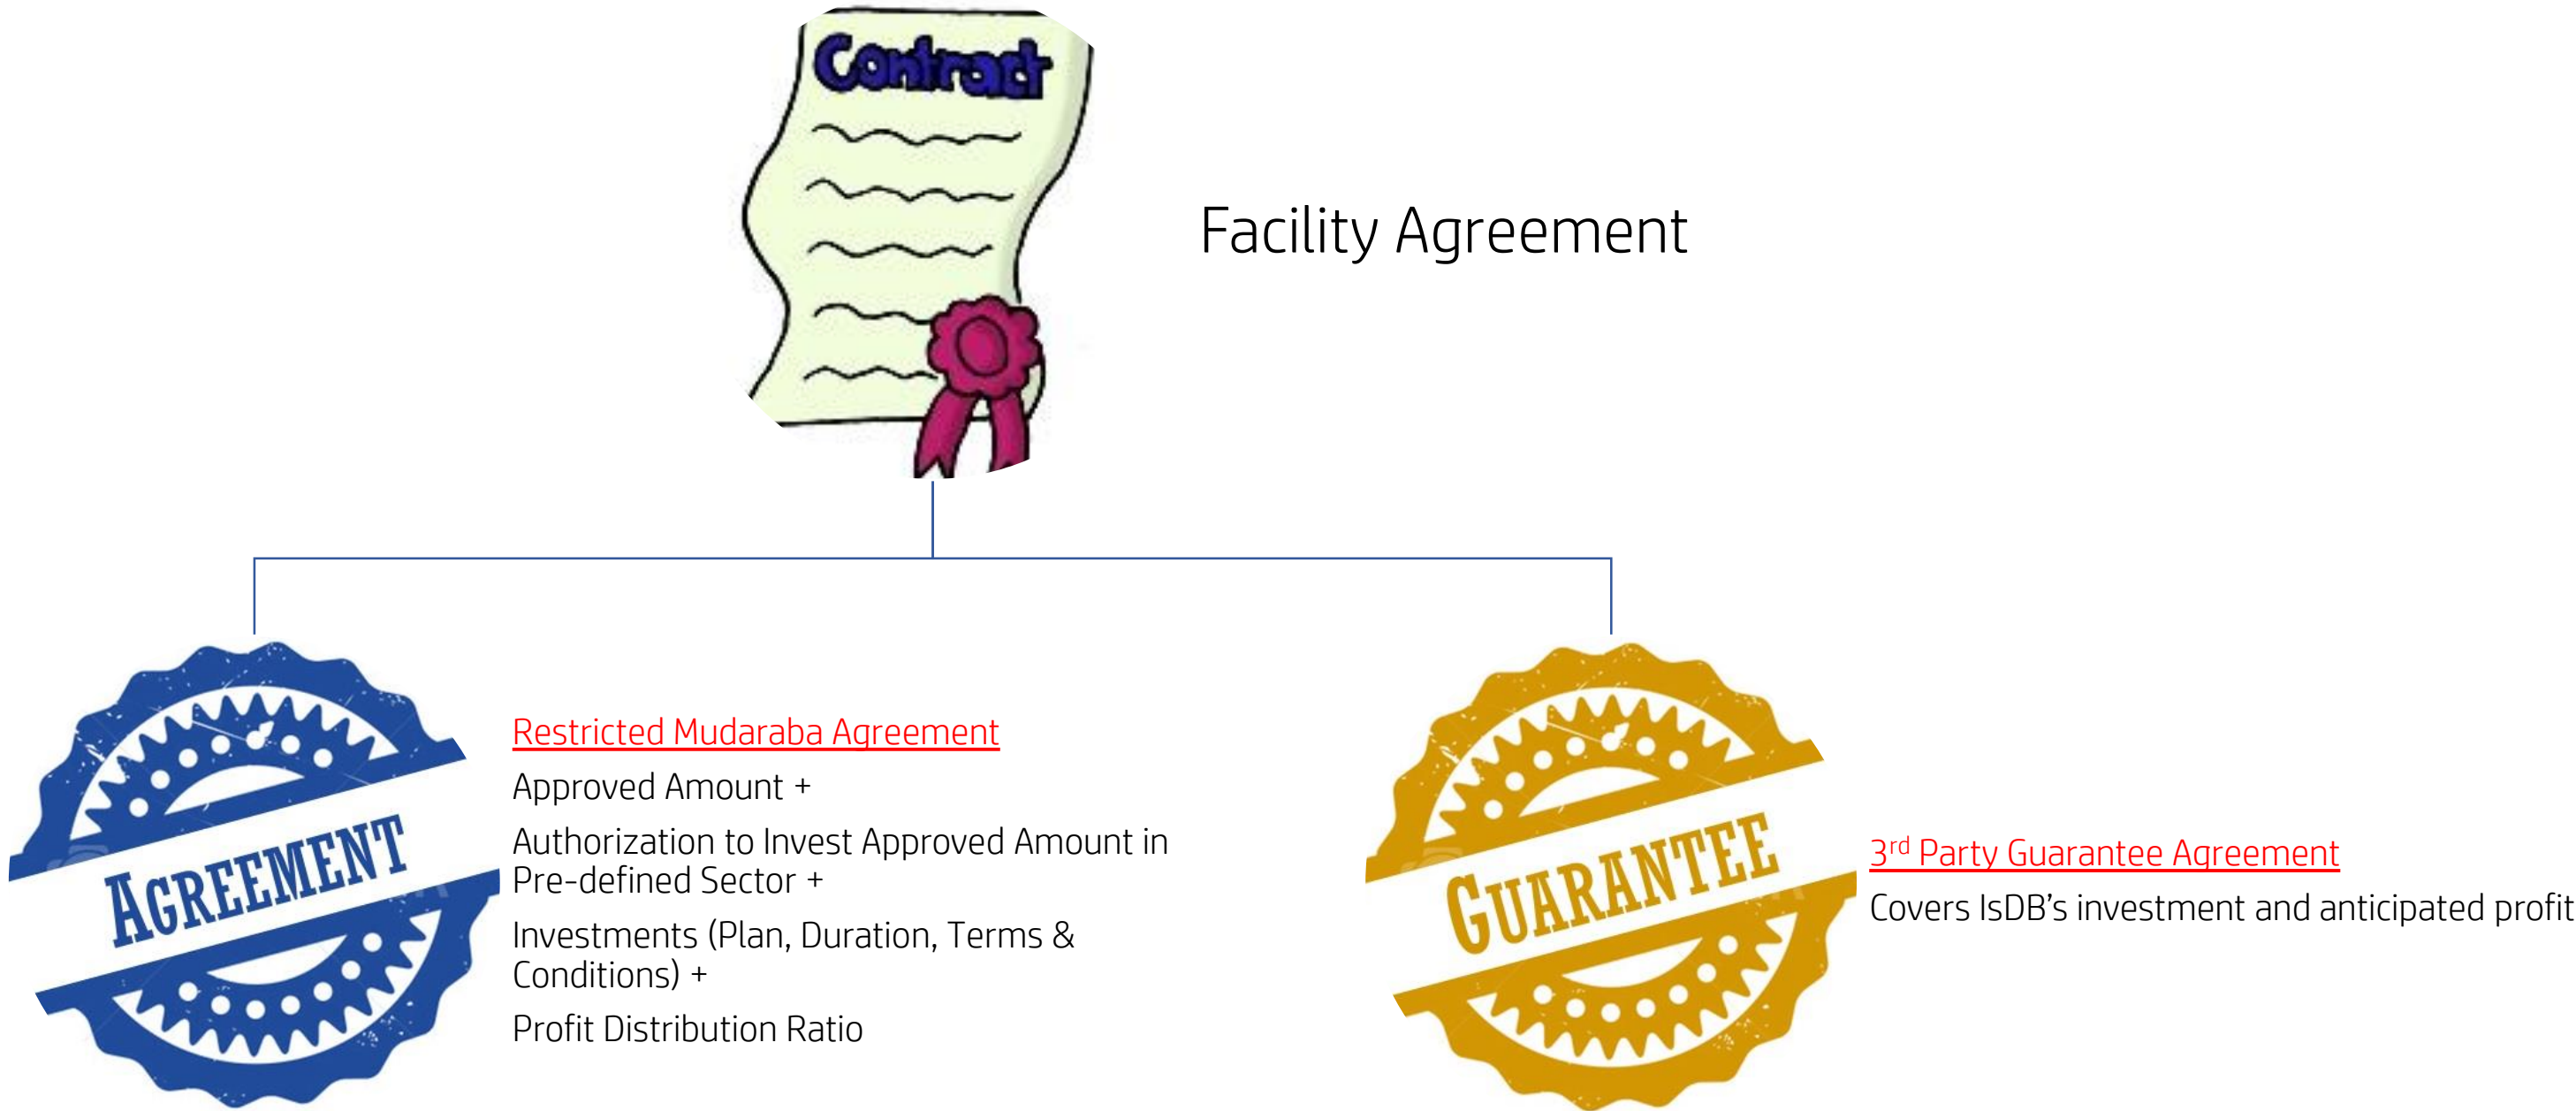 Contract
Facility Agreement
AGREEMENT
Restricted Mudaraba Agreement
Approved Amount +
Authorization to Invest Approved Amount in
Pre-defined Sector +
Investments (Plan, Duration, Terms &
Conditions) +
Profit Distribution Ratio
GUARANTEE
3rd Party Guarantee Agreement
Covers IsDB’s investment and anticipated profit